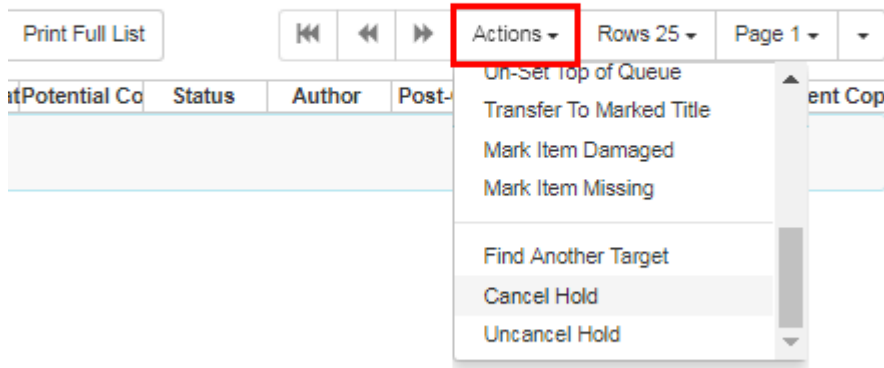 Print Full List
Actions
Rows 25
Page 1
at Potential Co Status Author Post- ent Cop
Un-Set Top of Queue
Transfer To Marked Title
Mark Item Damaged
Mark Item Missing
Find Another Target
Cancel Hold
Uncancel Hold